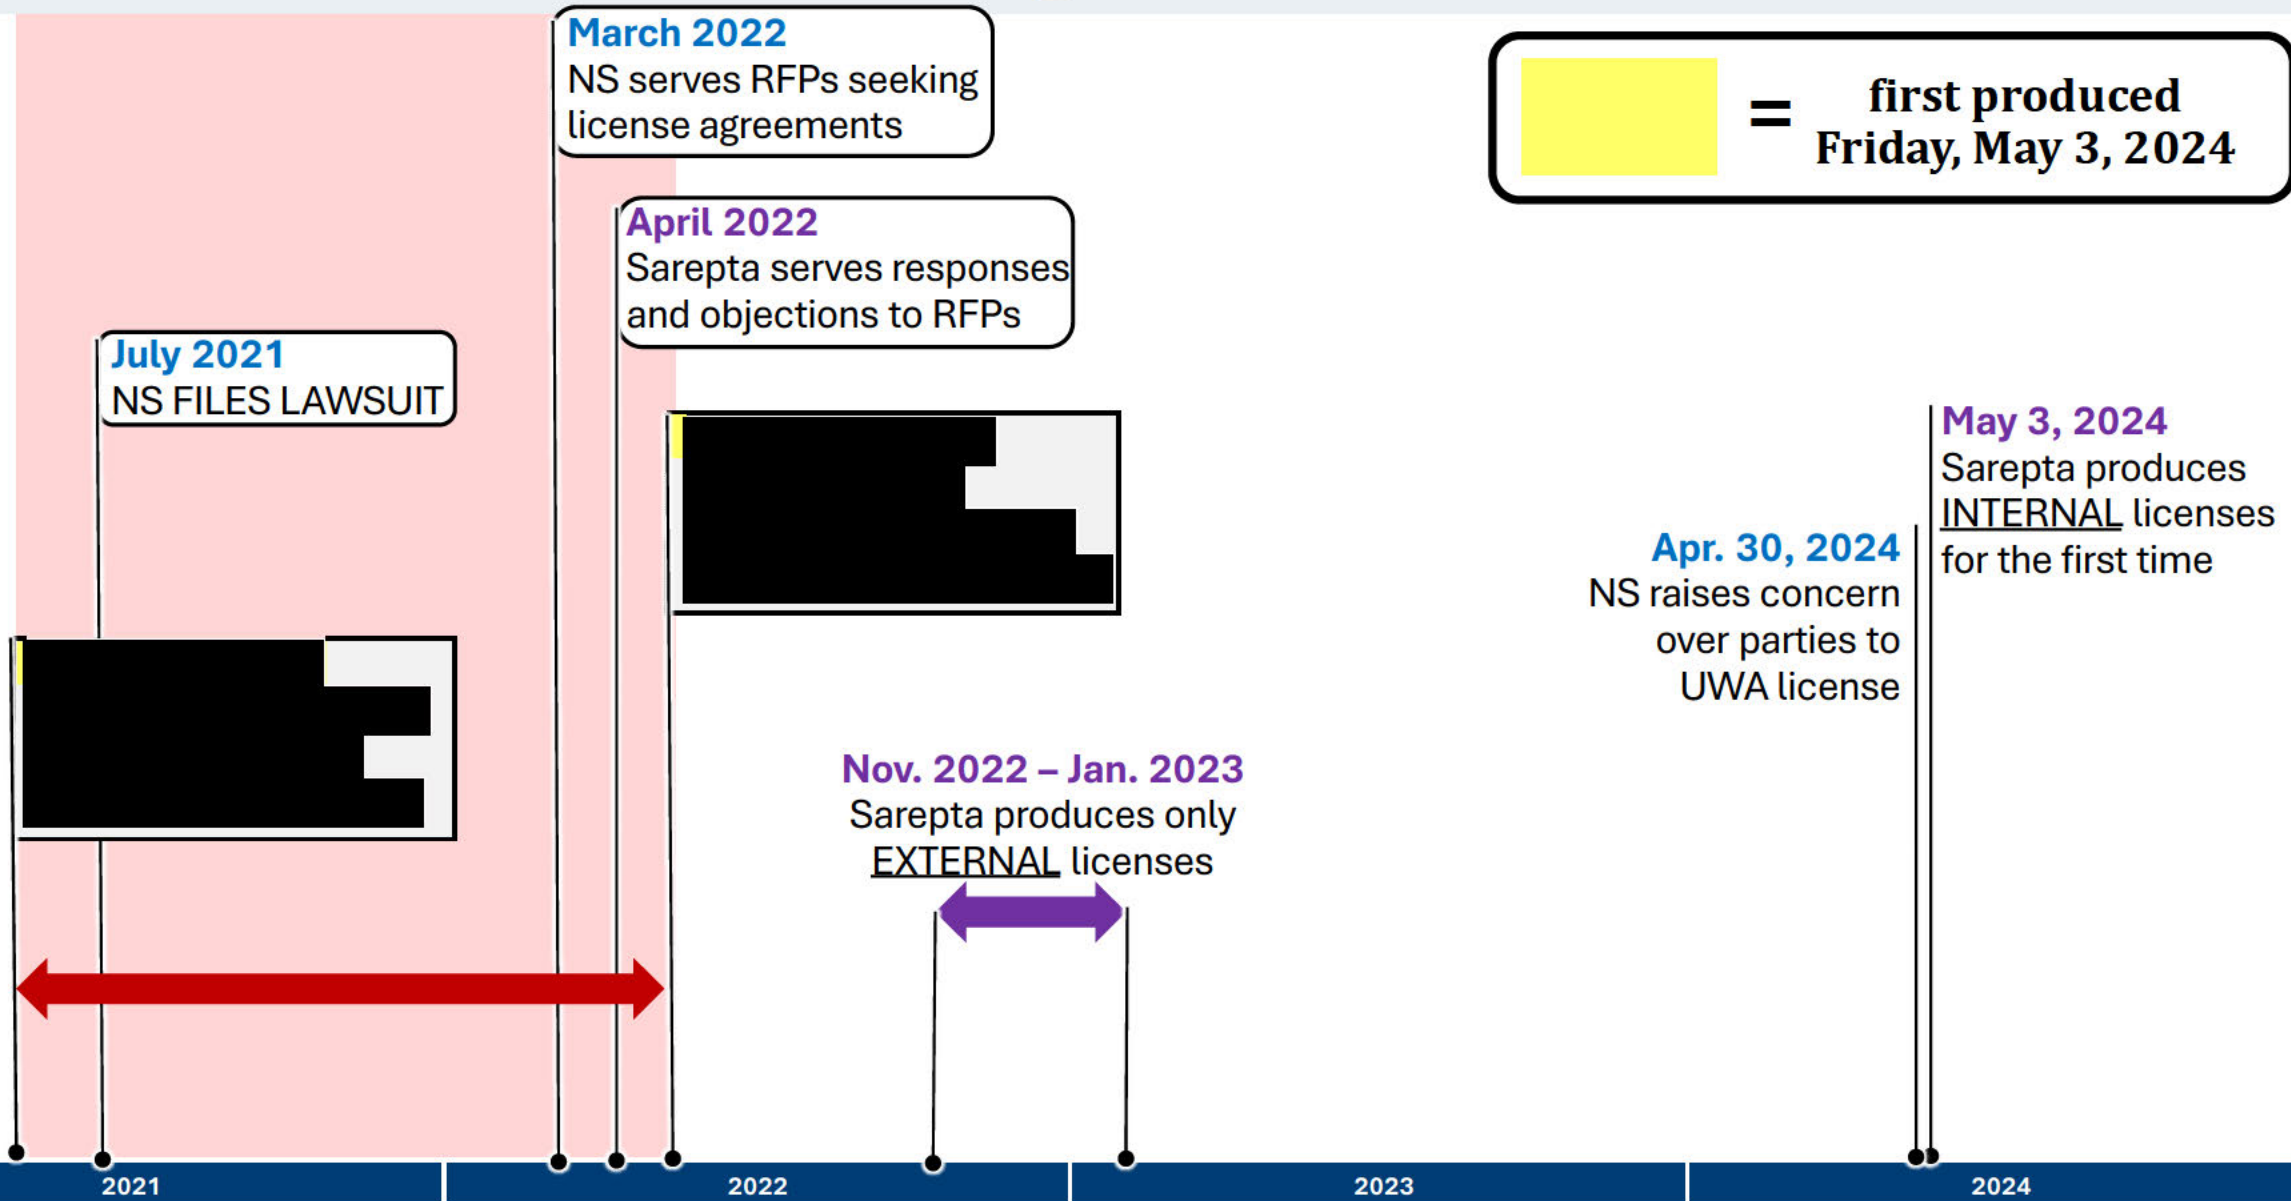 March 2022
NS serves RFPs seeking
license agreements
=
first produced
Friday, May 3, 2024
April 2022
Sarepta serves responses
and objections to RFPs
July 2021
NS FILES LAWSUIT
May 3, 2024
Sarepta produces
INTERNAL licenses
for the first time
Apr. 30, 2024
NS raises concern
over parties to
UWA license
Nov. 2022 – Jan. 2023
Sarepta produces only
EXTERNAL licenses
2021
2022
2023
2024